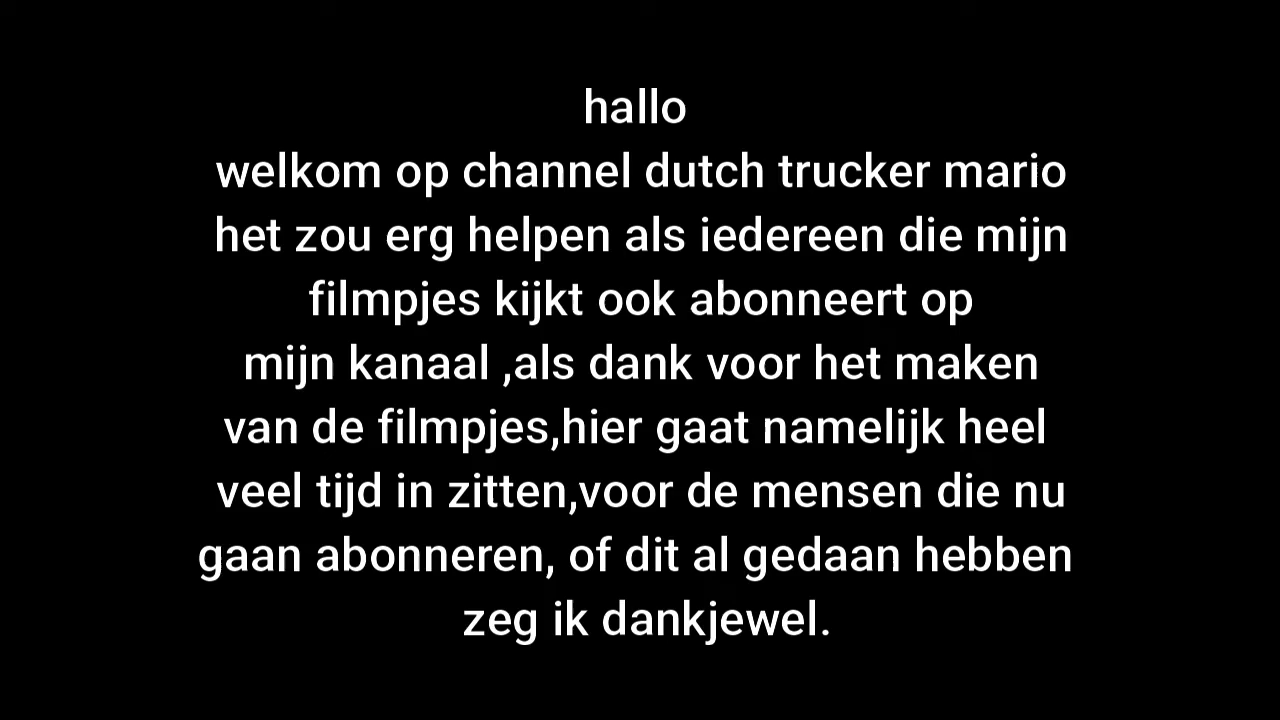 hallo
welkom op channel dutch trucker mario
het zou erg helpen als iedereen die mijn
filmpjes kijkt ook abonneert op
mijn kanaal ,als dank voor het maken
van de filmpjes,hier gaat namelijk heel
veel tijd in zitten,voor de mensen die nu
gaan abonneren, of dit al gedaan hebben
zeg ik dankjewel.